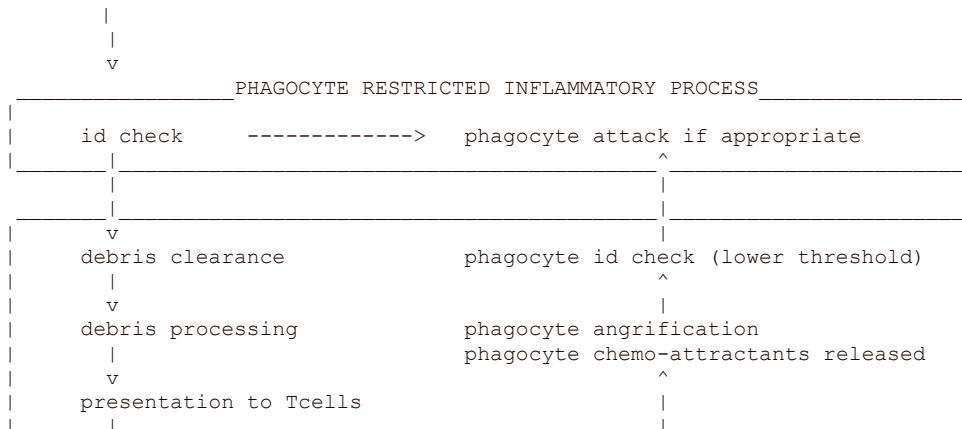 PHAGOCYTE RESTRICTED INFLAMMATORY PROCESS
id check -------------> phagocyte attack if appropriate
debris clearance phagocyte id check (lower threshold)
debris processing phagocyte angrification
phagocyte chemo-attractants released
presentation to Tcells